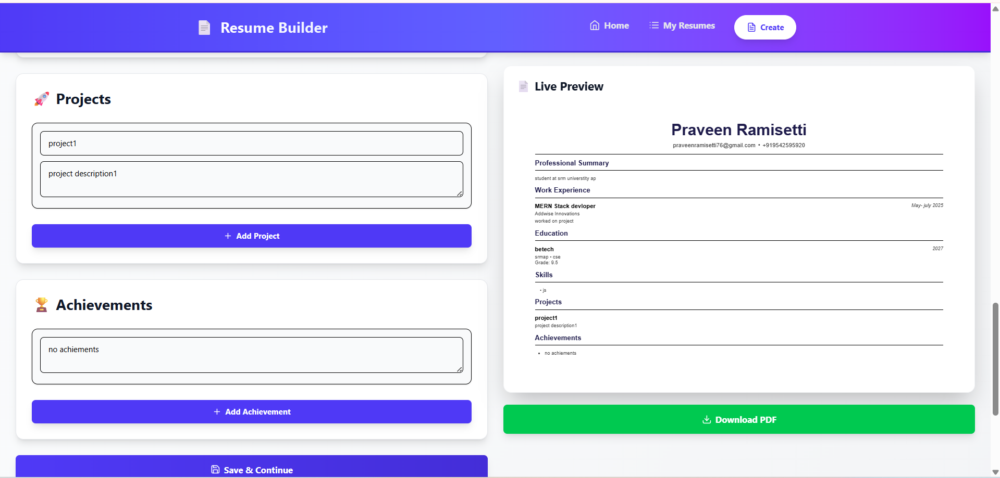 Resume Builder
Home
My Resumes
Create
Projects
project1
project description1
+ Add Project
Achievements
no achiements
+ Add Achievement
Save & Continue
Live Preview
Praveen Ramisetti
praveenramisetti76@gmail.com • +919542595920
Professional Summary
student at srm universtity ap
Work Experience
MERN Stack devloper May- july 2025
Addwise Innovations
worked on project
Education
betech 2027
srmap • cse
Grade: 9.5
Skills
• js
Projects
project1
project description1
Achievements
• no achiements
Download PDF